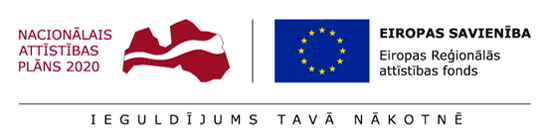 NACIONĀLAIS
ATTĪSTĪBAS
PLĀNS 2020
EIROPAS SAVIENĪBA
Eiropas Reģionālās
attīstības fonds
IEGULDĪJUMS TAVĀ NĀKOTNĒ